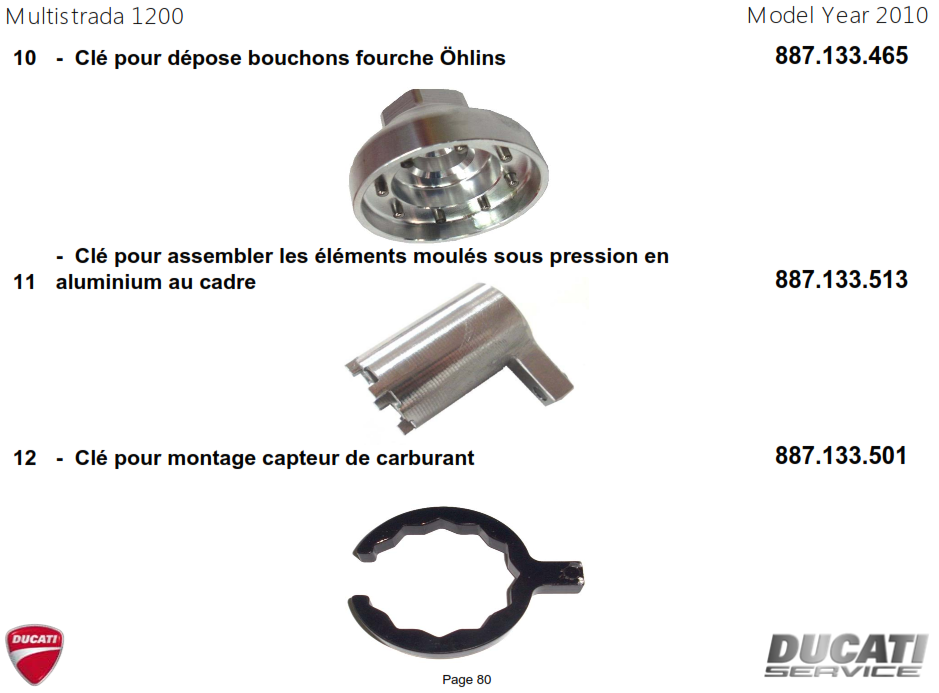 Multistrada 1200
Model Year 2010
10 - Clé pour dépose bouchons fourche Öhlins 887.133.465
- Clé pour assembler les éléments moulés sous pression en
11 aluminium au cadre 887.133.513
12 - Clé pour montage capteur de carburant 887.133.501
DUCATI
Page 80
DUCATI
SERVICE